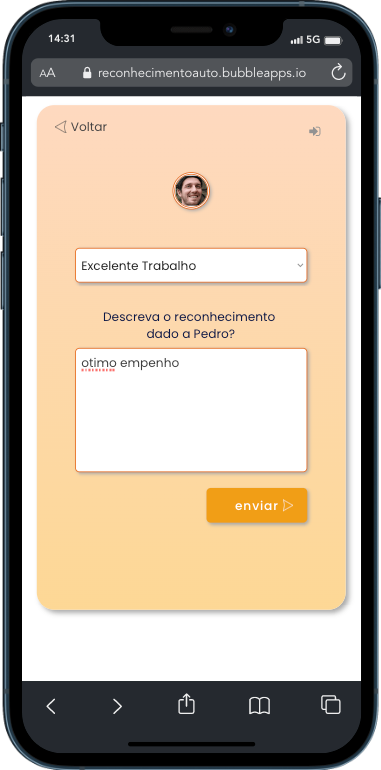 14:31
5G
AA reconhecimentoauto.bubbleapps.io
Voltar
Excelente Trabalho
Descreva o reconhecimento
dado a Pedro?
otimo empenho
enviar